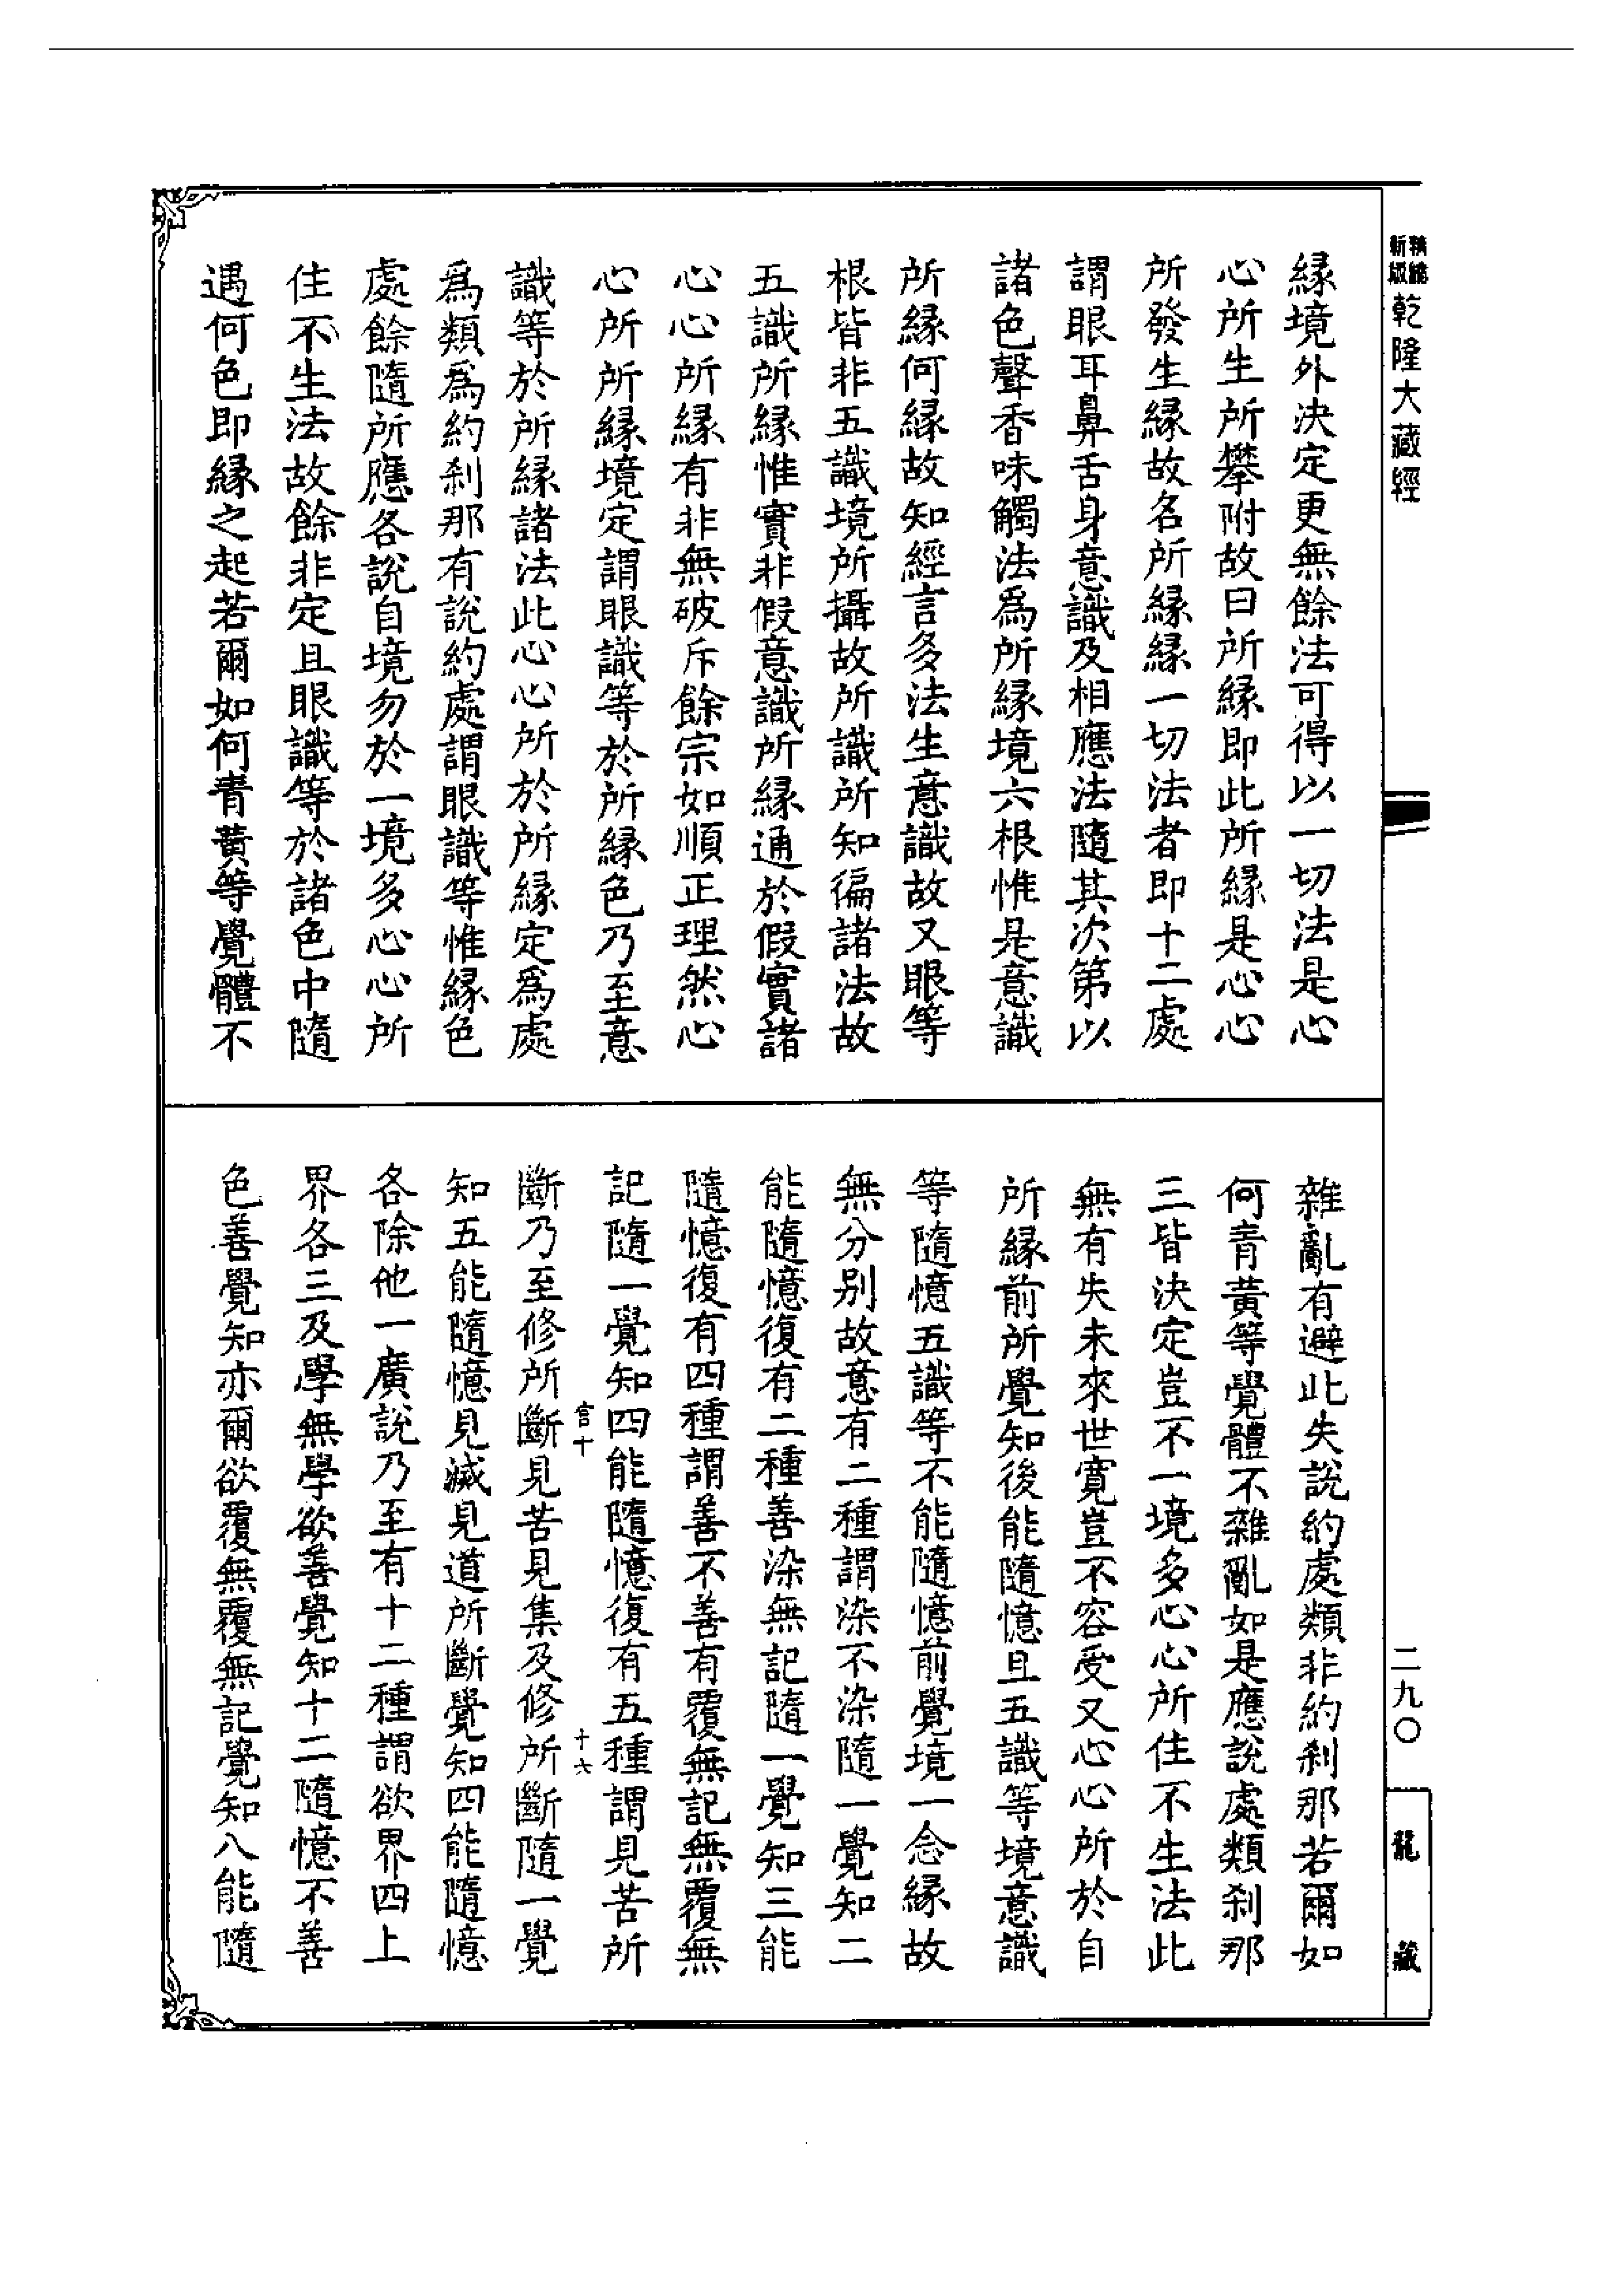 精縮
新版
乾隆大藏經
緣境外決定更無餘法可得以一切法是心
心所生所攀附故曰所緣即此所緣是心心
所發生緣故名所緣緣一切法者即十二處
謂眼耳鼻舌身意識及相應法隨其次第以
諸色聲香味觸法爲所緣境六根惟是意識
所緣何緣故知經言多法生意識故又眼等
根皆非五識境所攝故所識所知徧諸法故
五識所緣惟實非假意識所緣通於假實諸
心心所緣有非無破斥餘宗如順正理然心
心所所緣境定謂眼識等於所緣色乃至意
識等於所緣諸法此心心所於所緣定爲處
爲類爲約刹那有說約處謂眼識等惟緣色
處餘隨所應各說自境勿於一境多心心所
住不生法故餘非定且眼識等於諸色中隨
遇何色即緣之起若爾如何青黃等覺體不
雜亂有避此失說約處類非約刹那若爾如
何青黃等覺體不雜亂如是應說處類刹那
三皆決定豈不一境多心心所住不生法此
無有失未來世寬豈不容受又心心所於自
所緣前所覺知後能隨憶且五識等境意識
等隨憶五識等不能隨憶前覺境一念緣故
無分別故意有二種謂染不染隨一覺知二
能隨憶復有二種善染無記隨一覺知三能
隨憶復有四種謂善不善有覆無記無覆無
記隨一覺知四能隨憶復有五種謂見苦所
斷乃至修所斷見苦見集及修所斷隨一覺
官十
十六
知五能隨憶見滅見道所斷覺知四能隨憶
各除他一廣說乃至有十二種謂欲界四上
界各三及學無學欲善覺知十二隨憶不善
色善覺知亦爾欲覆無覆無記覺知八能隨
二九〇
龍藏